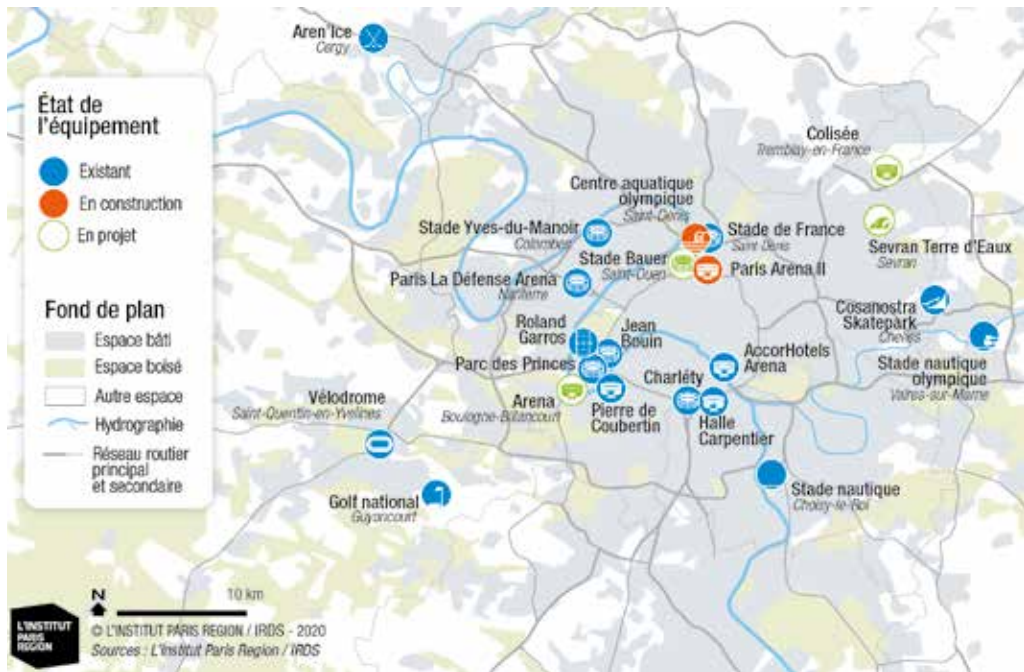 Aren'Ice
Cergy
État de
l'équipement
Existant
En construction
En projet
Fond de plan
Espace bâti
Espace boisé
Autre espace
Hydrographie
Réseau routier
principal
et secondaire
Colisée
Tremblay-en-France
Centre aquatique
olympique
Saint-Denis
Stade Yves-du-Manoir
Colombes
Stade de France
Saint-Denis
Stade Bauer
Saint-Ouen
Paris Arena II
Sevran Terre d'Eaux
Sevran
Paris La Défense Arena
Nanterre
Cosanostra
Skatepark
Chelles
Roland
Garros
Jean
Bouin
Parc des Princes
AccorHotels
Arena
Stade nautique
olympique
Vaires-sur-Marne
Vélodrome
Saint-Quentin-en-Yvelines
Arena
Boulogne-Billancourt
Charléty
Pierre de
Coubertin
Halle
Carpentier
Golf national
Guyancourt
Stade nautique
Choisy-le-Roi
N
10 km
L'INSTITUT
PARIS
REGION
© L'INSTITUT PARIS REGION / IRDS - 2020
Sources : L'Institut Paris Region / IRDS